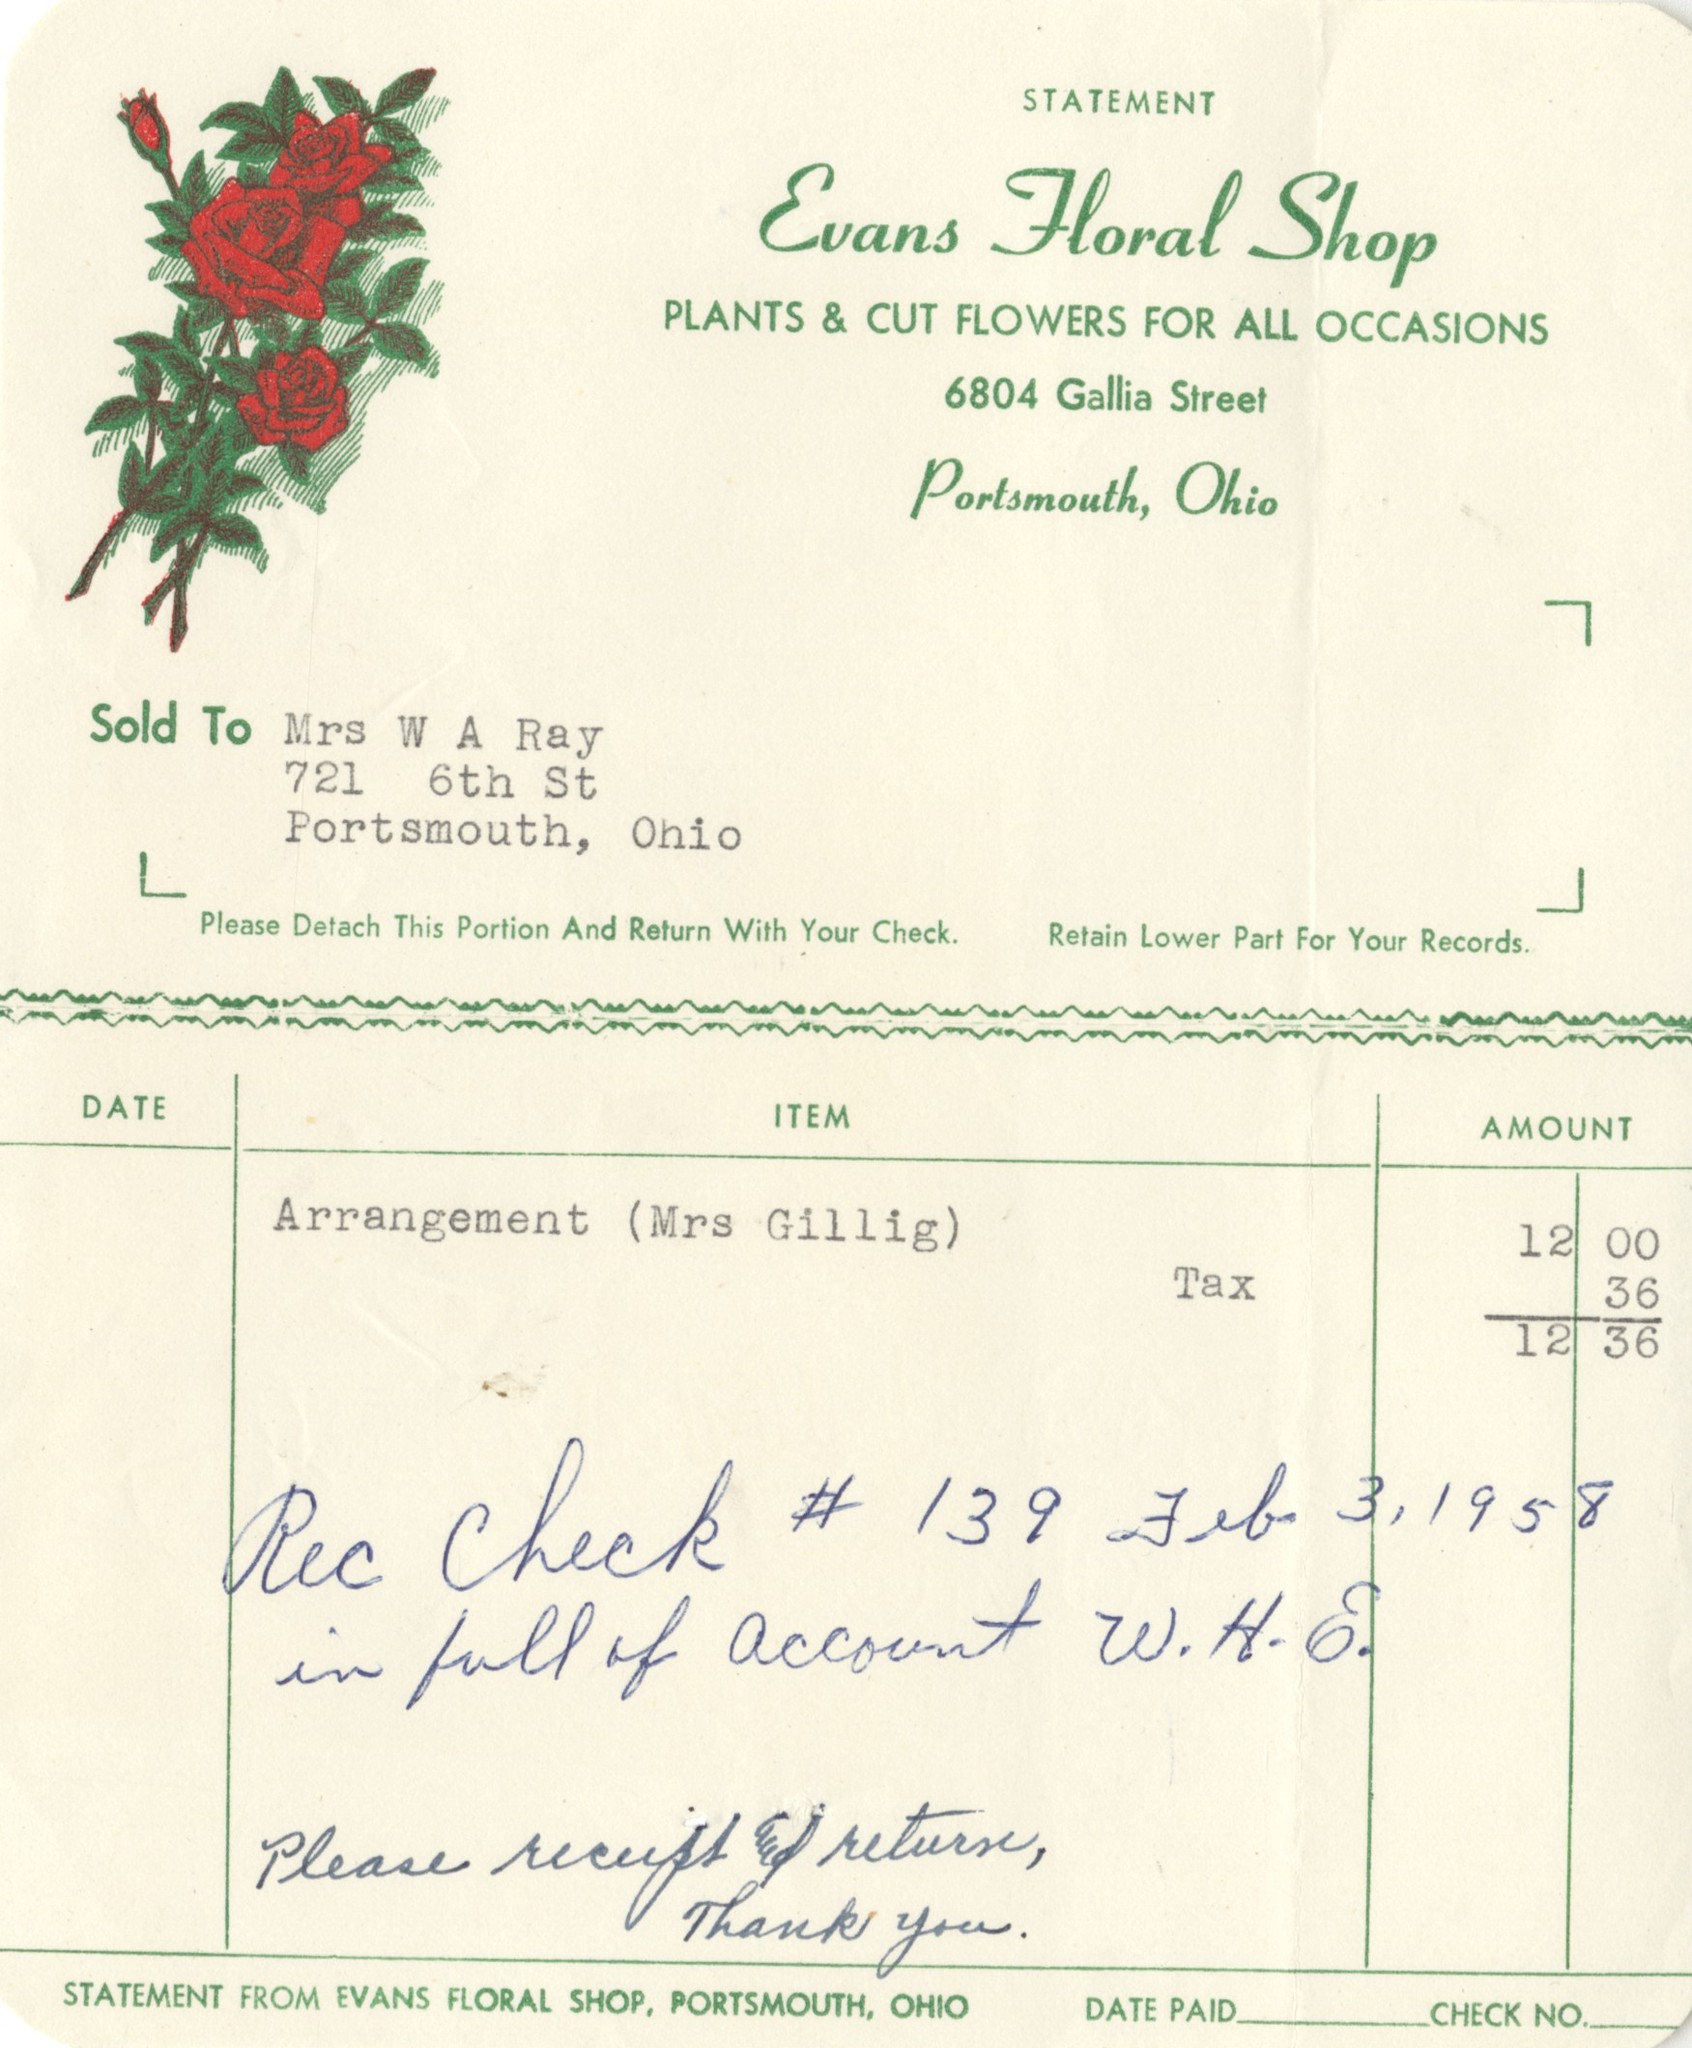 STATEMENT
Evans Floral Shop
PLANTS & CUT FLOWERS FOR ALL OCCASIONS
6804 Gallia Street
Portsmouth, Ohio
Sold To Mrs W A Ray
721 6th St
Portsmouth, Ohio
Please Detach This Portion And Return With Your Check. Retain Lower Part For Your Records.
DATE ITEM AMOUNT
Arrangement (Mrs Gillig) 12 00
Tax 36
12 36
Rec Check # 139 Feb 3, 1958
in full of account W. H. E.
Please receipt & return,
Thank you.
STATEMENT FROM EVANS FLORAL SHOP, PORTSMOUTH, OHIO DATE PAID CHECK NO.